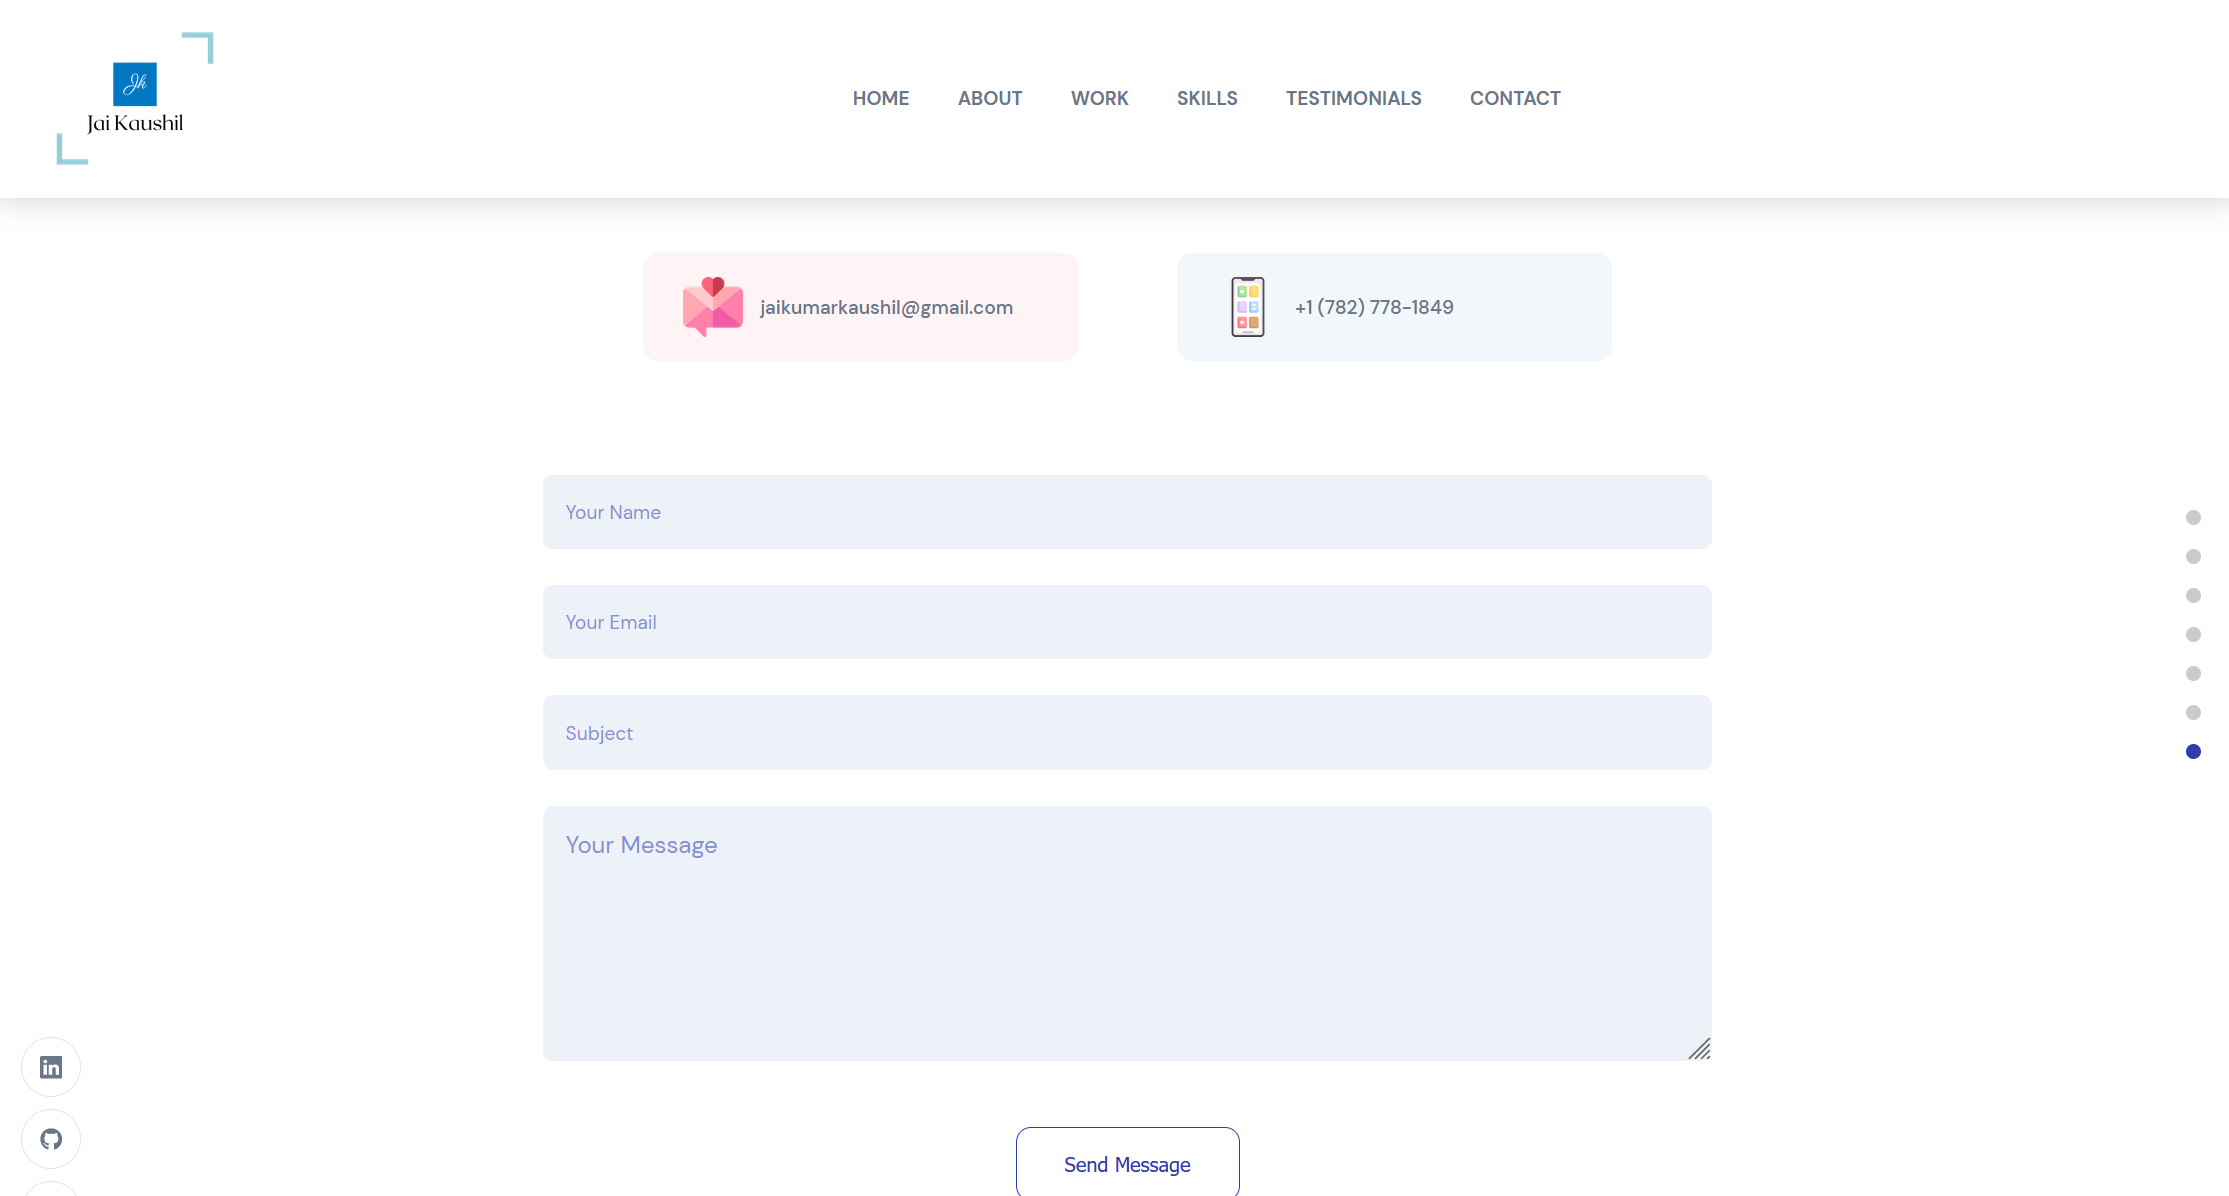 Jk
Jai Kaushil
HOME ABOUT WORK SKILLS TESTIMONIALS CONTACT
jaikumarkaushil@gmail.com
+1 (782) 778-1849
Your Name
Your Email
Subject
Your Message
in
Send Message